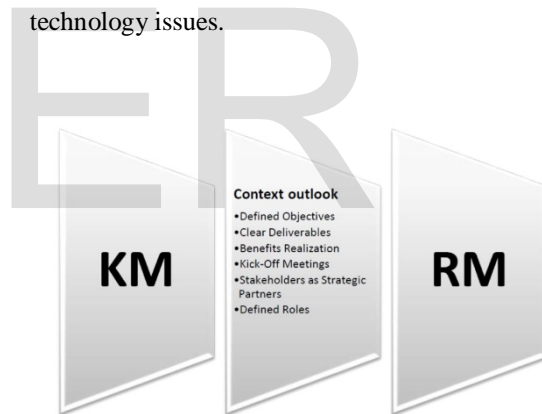 technology issues.
ER
KM
Context outlook
•Defined Objectives
•Clear Deliverables
•Benefits Realization
•Kick-Off Meetings
•Stakeholders as Strategic
Partners
•Defined Roles
RM